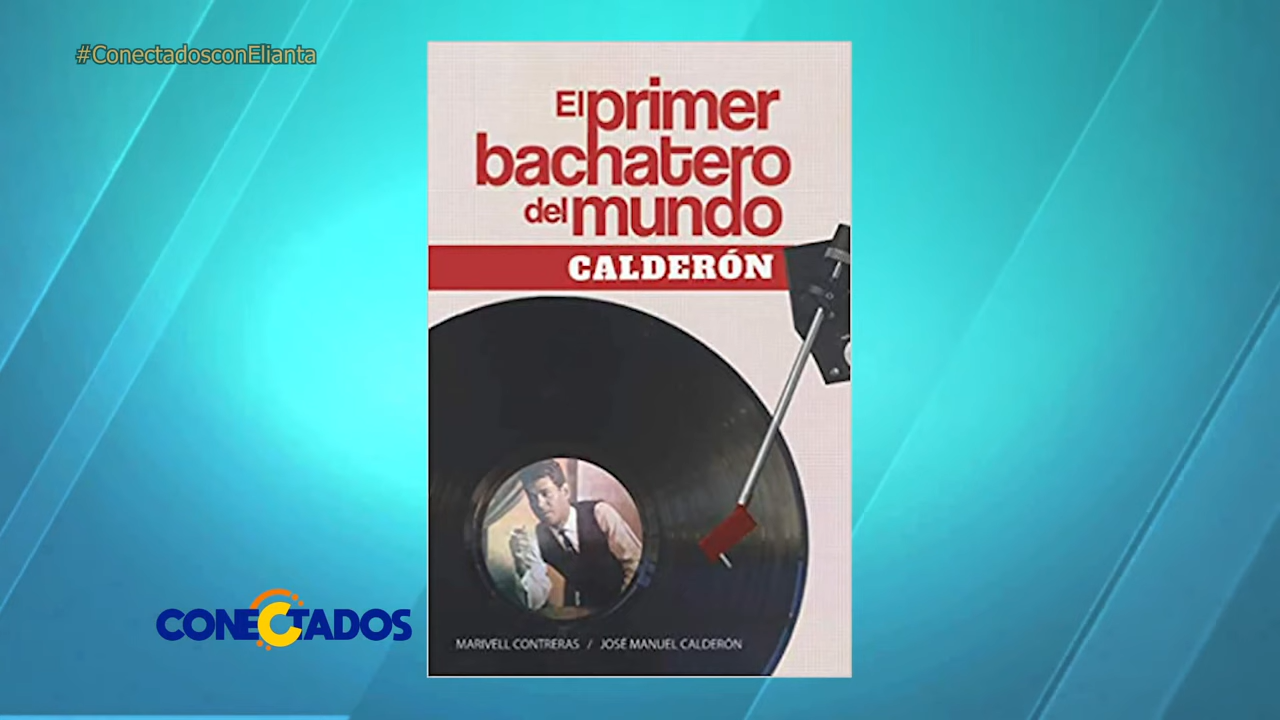 #ConectadosconElianta
El primer
bachatero
del mundo
CALDERÓN
MARIVELL CONTRERAS / JOSÉ MANUEL CALDERÓN
CONECTADOS